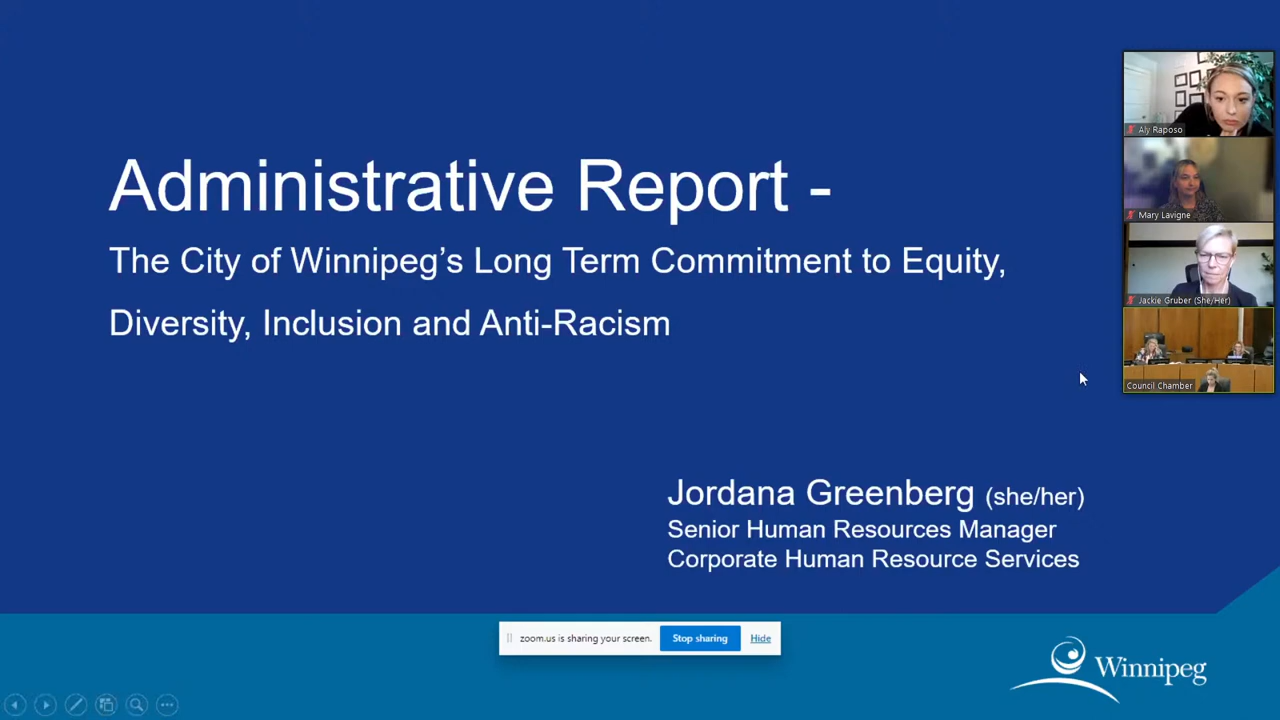 Administrative Report -
The City of Winnipeg's Long Term Commitment to Equity,
Diversity, Inclusion and Anti-Racism
Jordana Greenberg (she/her)
Senior Human Resources Manager
Corporate Human Resource Services
Aly Raposo
Mary Lavigne
Jackie Gruber (She/Her)
Council Chamber
zoom.us is sharing your screen. Stop sharing Hide
Winnipeg